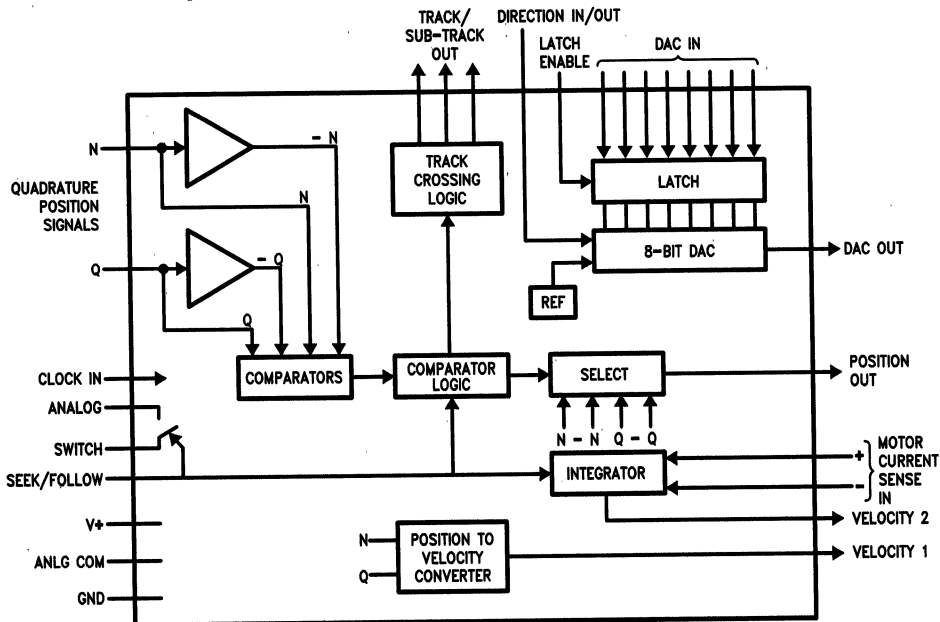 TRACK/
SUB-TRACK
OUT
DIRECTION IN/OUT
LATCH
ENABLE
DAC IN
N
QUADRATURE
POSITION
SIGNALS
Q
- N
N
- Q
Q
TRACK
CROSSING
LOGIC
LATCH
8-BIT DAC
DAC OUT
REF
COMPARATORS
COMPARATOR
LOGIC
SELECT
POSITION
OUT
CLOCK IN
ANALOG
SWITCH
SEEK/FOLLOW
N - N Q - Q
INTEGRATOR
+
-
MOTOR
CURRENT
SENSE
IN
VELOCITY 2
V+
ANLG COM
GND
N
Q
POSITION TO
VELOCITY
CONVERTER
VELOCITY 1